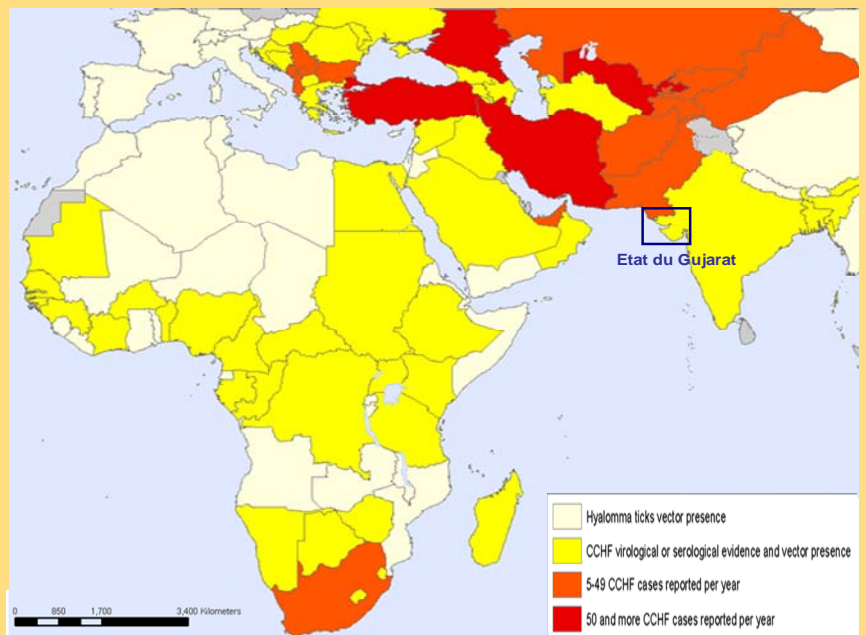 Etat du Gujarat
Hyalomma ticks vector presence
CCHF virological or serological evidence and vector presence
5-49 CCHF cases reported per year
50 and more CCHF cases reported per year
0 850 1,700 3,400 Kilometers